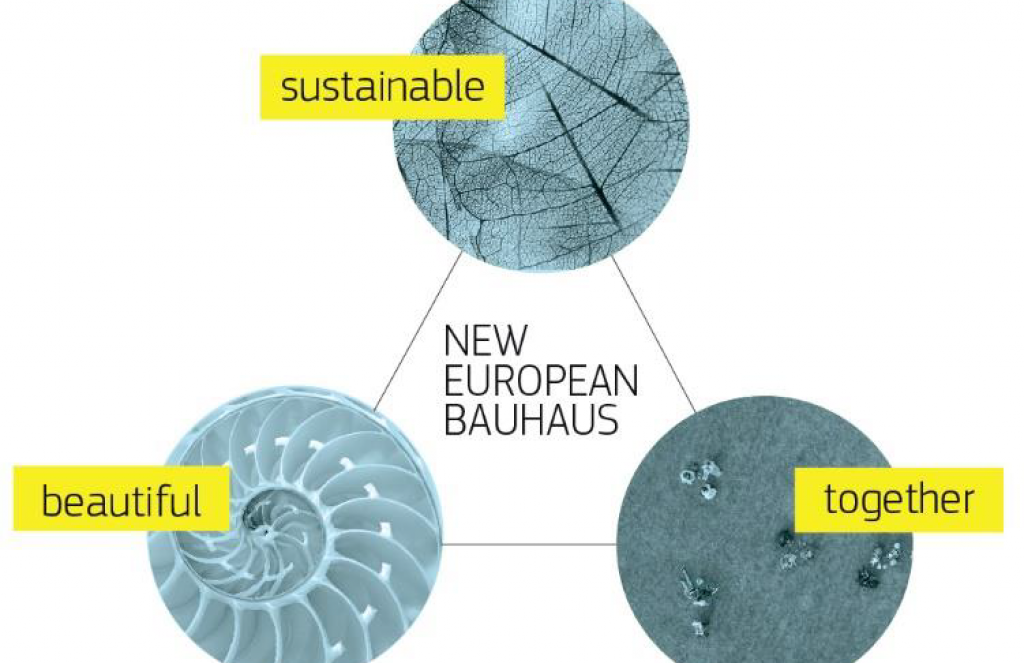 sustainable
NEW
EUROPEAN
BAUHAUS
beautiful
together